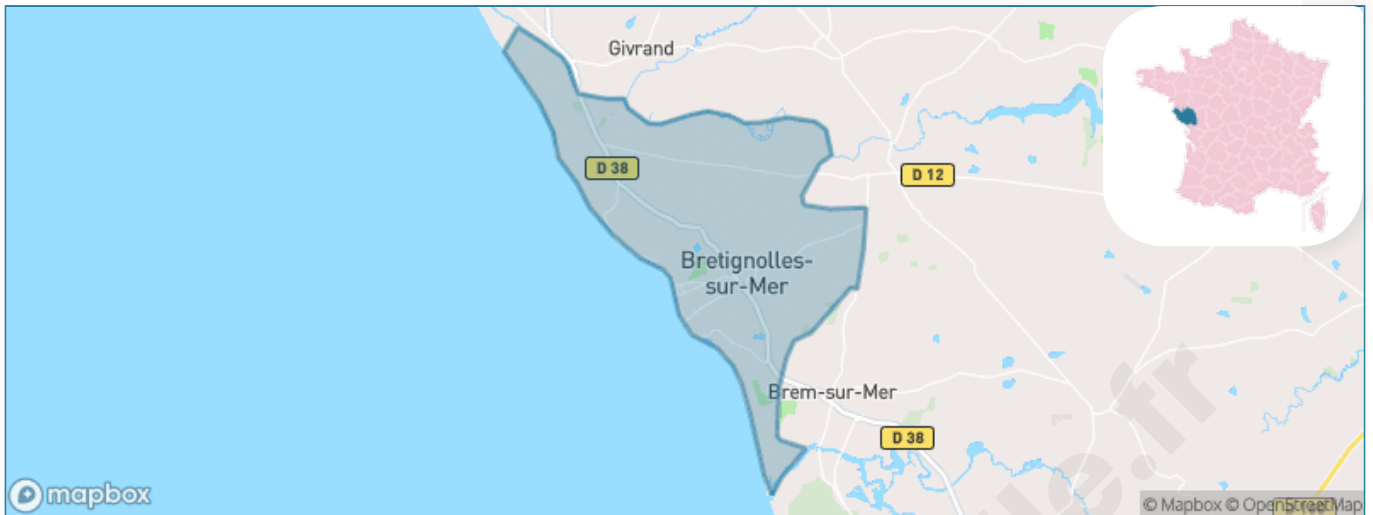 Givrand
D 38
D 12
Bretignolles-
sur-Mer
Brem-sur-Mer
D 38
mapbox
© Mapbox © OpenStreetMap